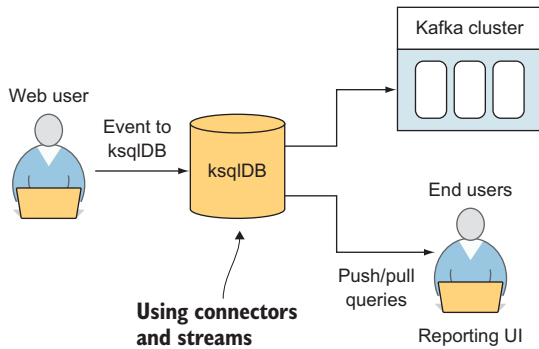 Kafka cluster
Web user
Event to
ksqlDB
ksqlDB
End users
Push/pull
queries
Using connectors
and streams
Reporting UI